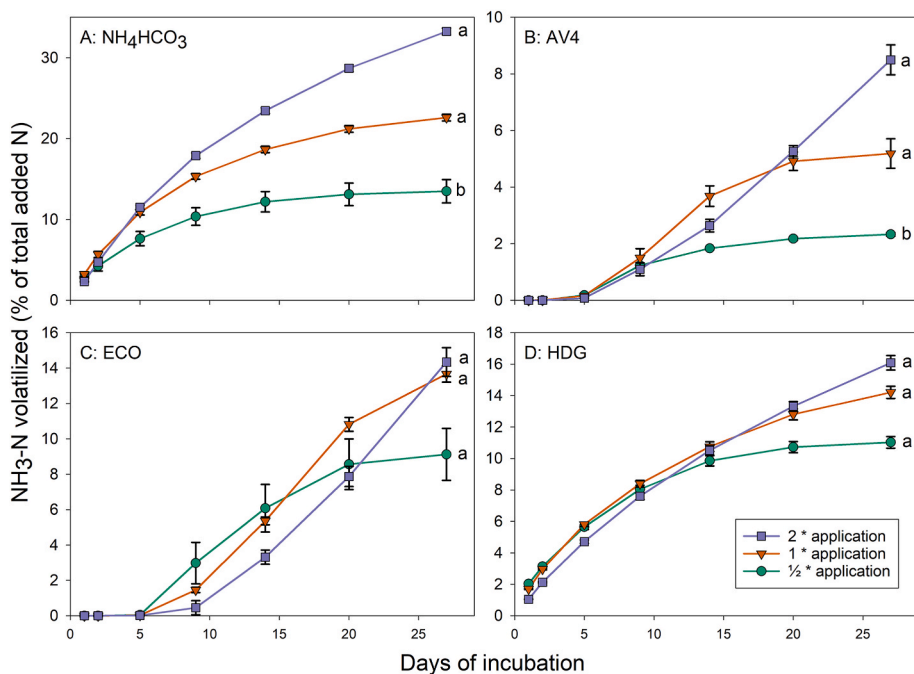 NH3-N volatilized (% of total added N)
A: NH4HCO3
30
20
10
0
a
a
b
B: AV4
10
8
6
4
2
0
a
a
b
C: ECO
16
14
12
10
8
6
4
2
0
a
a
a
0 5 10 15 20 25
D: HDG
18
16
14
12
10
8
6
4
2
0
a
a
a
2 * application
1 * application
½ * application
0 5 10 15 20 25
Days of incubation